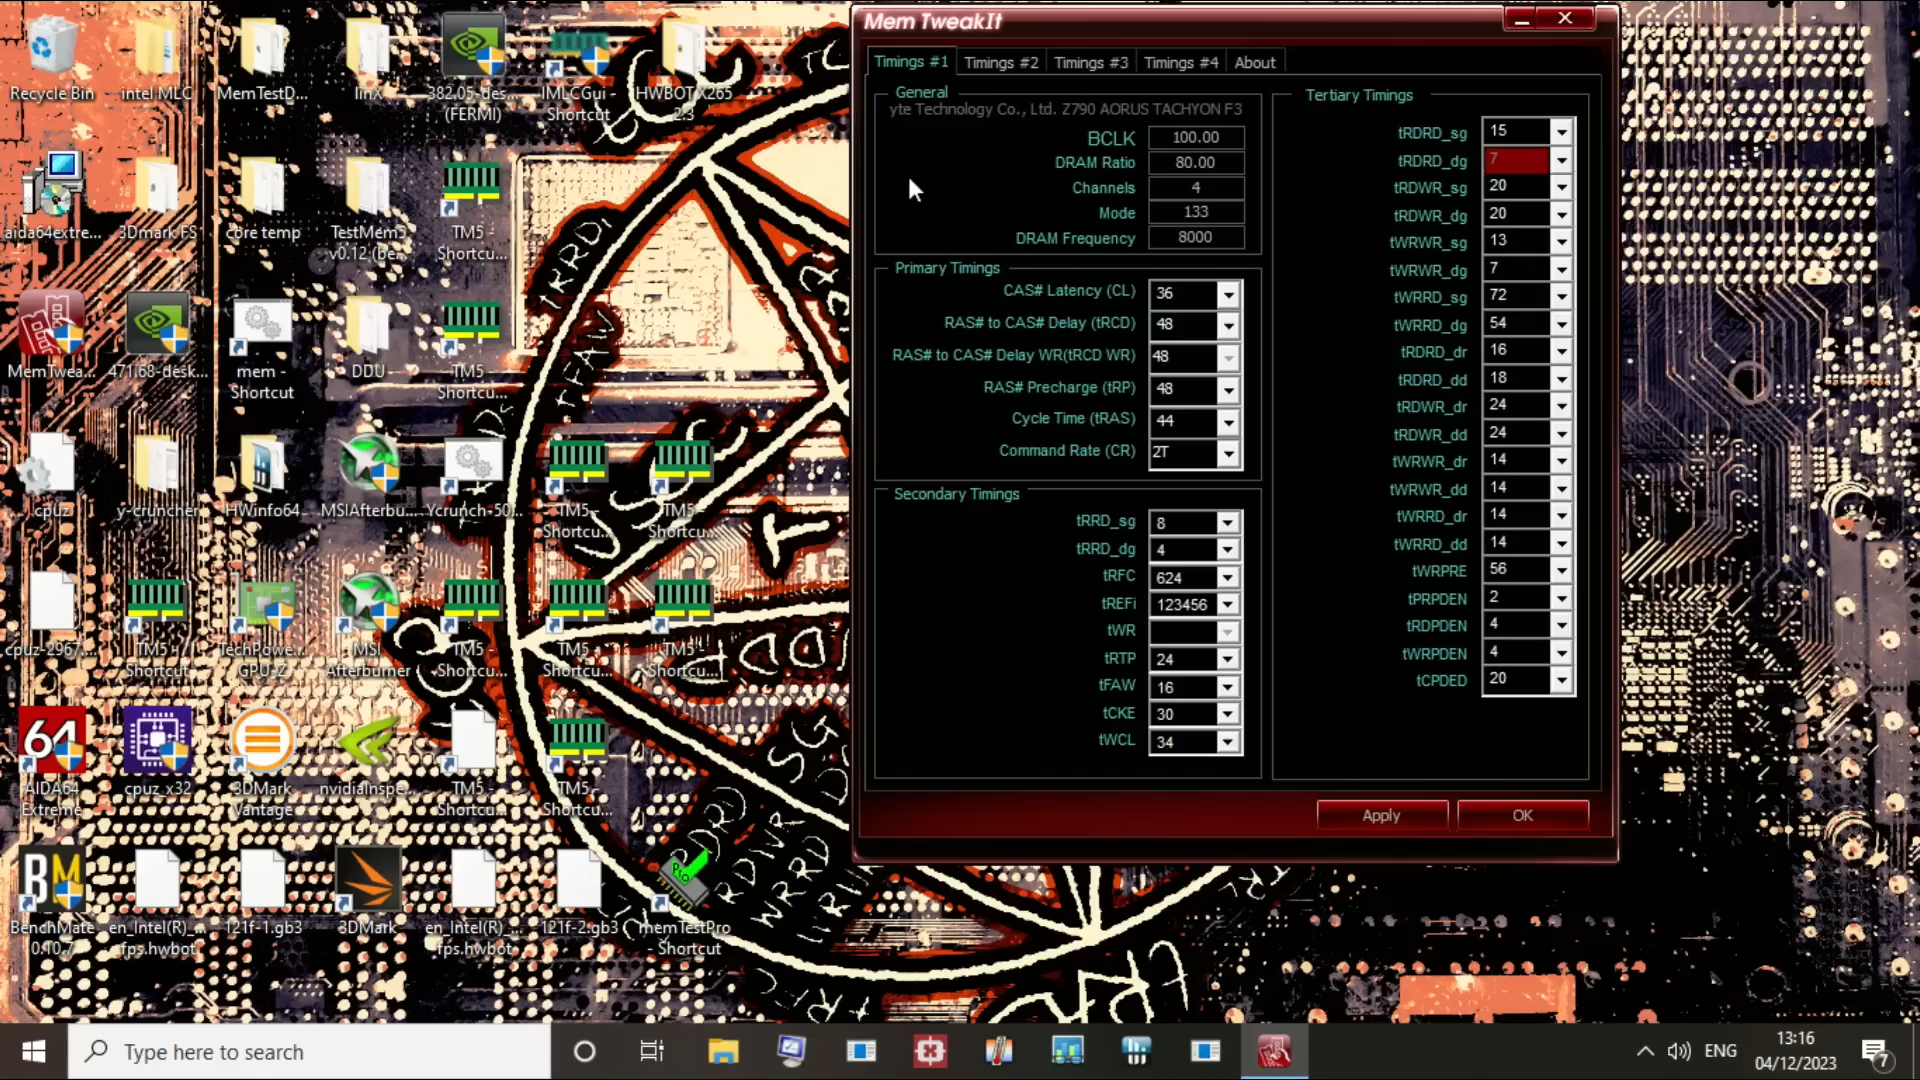 Recycle Bin
intel MLC
MemTestD...
linX
382.05-des...
(FERMI)
IMLCGui -
Shortcut
HWBOT X265
2.3
aida64extre...
3Dmark FS
core temp
TestMem5
v0.12 (be...
TM5 -
Shortcu...
MemTwea...
471.68-desk...
mem -
Shortcut
DDU -
TM5 -
Shortcu...
cpuz
y-cruncher
HWinfo64
MSIAfterbu...
Ycrunch-50...
TM5 -
Shortcu...
TM5 -
Shortcu...
cpuz-2967...
TM5 -
Shortcut
TechPowe...
GPU-Z
MSI
Afterburner
TM5 -
Shortcu...
TM5 -
Shortcu...
TM5 -
Shortcu...
64
AIDA64
Extreme
cpuz_x32
3DMark
Vantage
nvidiaInspe...
TM5 -
Shortcu...
TM5 -
Shortcu...
BM
BenchMate
0.10.7
en_Intel(R)_...
fps.hwbot
121f-1.gb3
3DMark
en_Intel(R)_...
fps.hwbot
121f-2.gb3
Pro
memTestPro
- Shortcut
tRRDl
tFAW
SG
RDRD
RDWR
WRRD
WRWR
tRFC
Mem TweakIt
Timings #1
Timings #2
Timings #3
Timings #4
About
General
yte Technology Co., Ltd. Z790 AORUS TACHYON F3
BCLK 100.00
DRAM Ratio 80.00
Channels 4
Mode 133
DRAM Frequency 8000
Primary Timings
CAS# Latency (CL) 36
RAS# to CAS# Delay (tRCD) 48
RAS# to CAS# Delay WR(tRCD WR) 48
RAS# Precharge (tRP) 48
Cycle Time (tRAS) 44
Command Rate (CR) 2T
Secondary Timings
tRRD_sg 8
tRRD_dg 4
tRFC 624
tREFi 123456
tWR
tRTP 24
tFAW 16
tCKE 30
tWCL 34
Tertiary Timings
tRDRD_sg 15
tRDRD_dg 7
tRDWR_sg 20
tRDWR_dg 20
tWRWR_sg 13
tWRWR_dg 7
tWRRD_sg 72
tWRRD_dg 54
tRDRD_dr 16
tRDRD_dd 18
tRDWR_dr 24
tRDWR_dd 24
tWRWR_dr 14
tWRWR_dd 14
tWRRD_dr 14
tWRRD_dd 14
tWRPRE 56
tPRPDEN 2
tRDPDEN 4
tWRPDEN 4
tCPDED 20
Apply
OK
Type here to search
ENG
13:16
04/12/2023
7